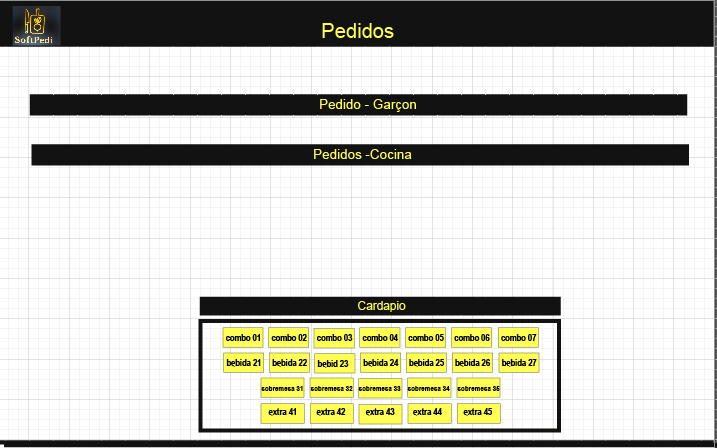 SoftPedi
Pedidos
Pedido - Garçon
Pedidos -Cocina
Cardapio
combo 01 combo 02 combo 03 combo 04 combo 05 combo 06 combo 07
bebida 21 bebida 22 bebid 23 bebida 24 bebida 25 bebida 26 bebida 27
sobremesa 31 sobremesa 32 sobremesa 33 sobremesa 34 sobremesa 35
extra 41 extra 42 extra 43 extra 44 extra 45